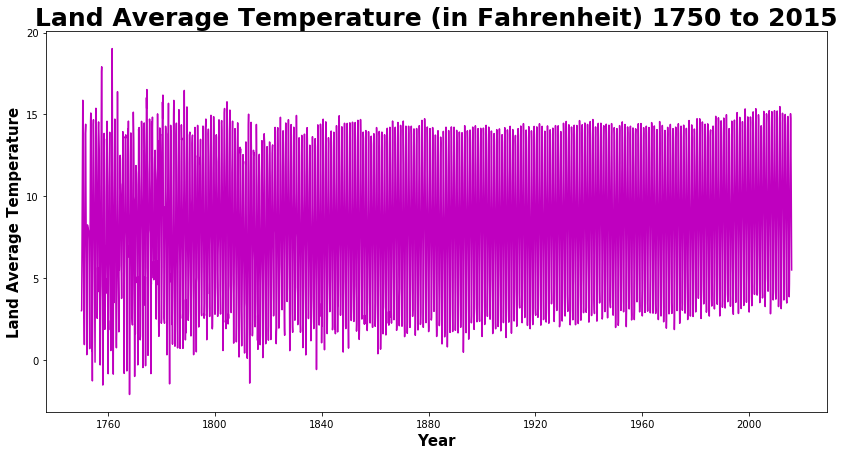 Land Average Temperature (in Fahrenheit) 1750 to 2015
Land Average Temperature
20
15
10
5
0
1760 1800 1840 1880 1920 1960 2000
Year